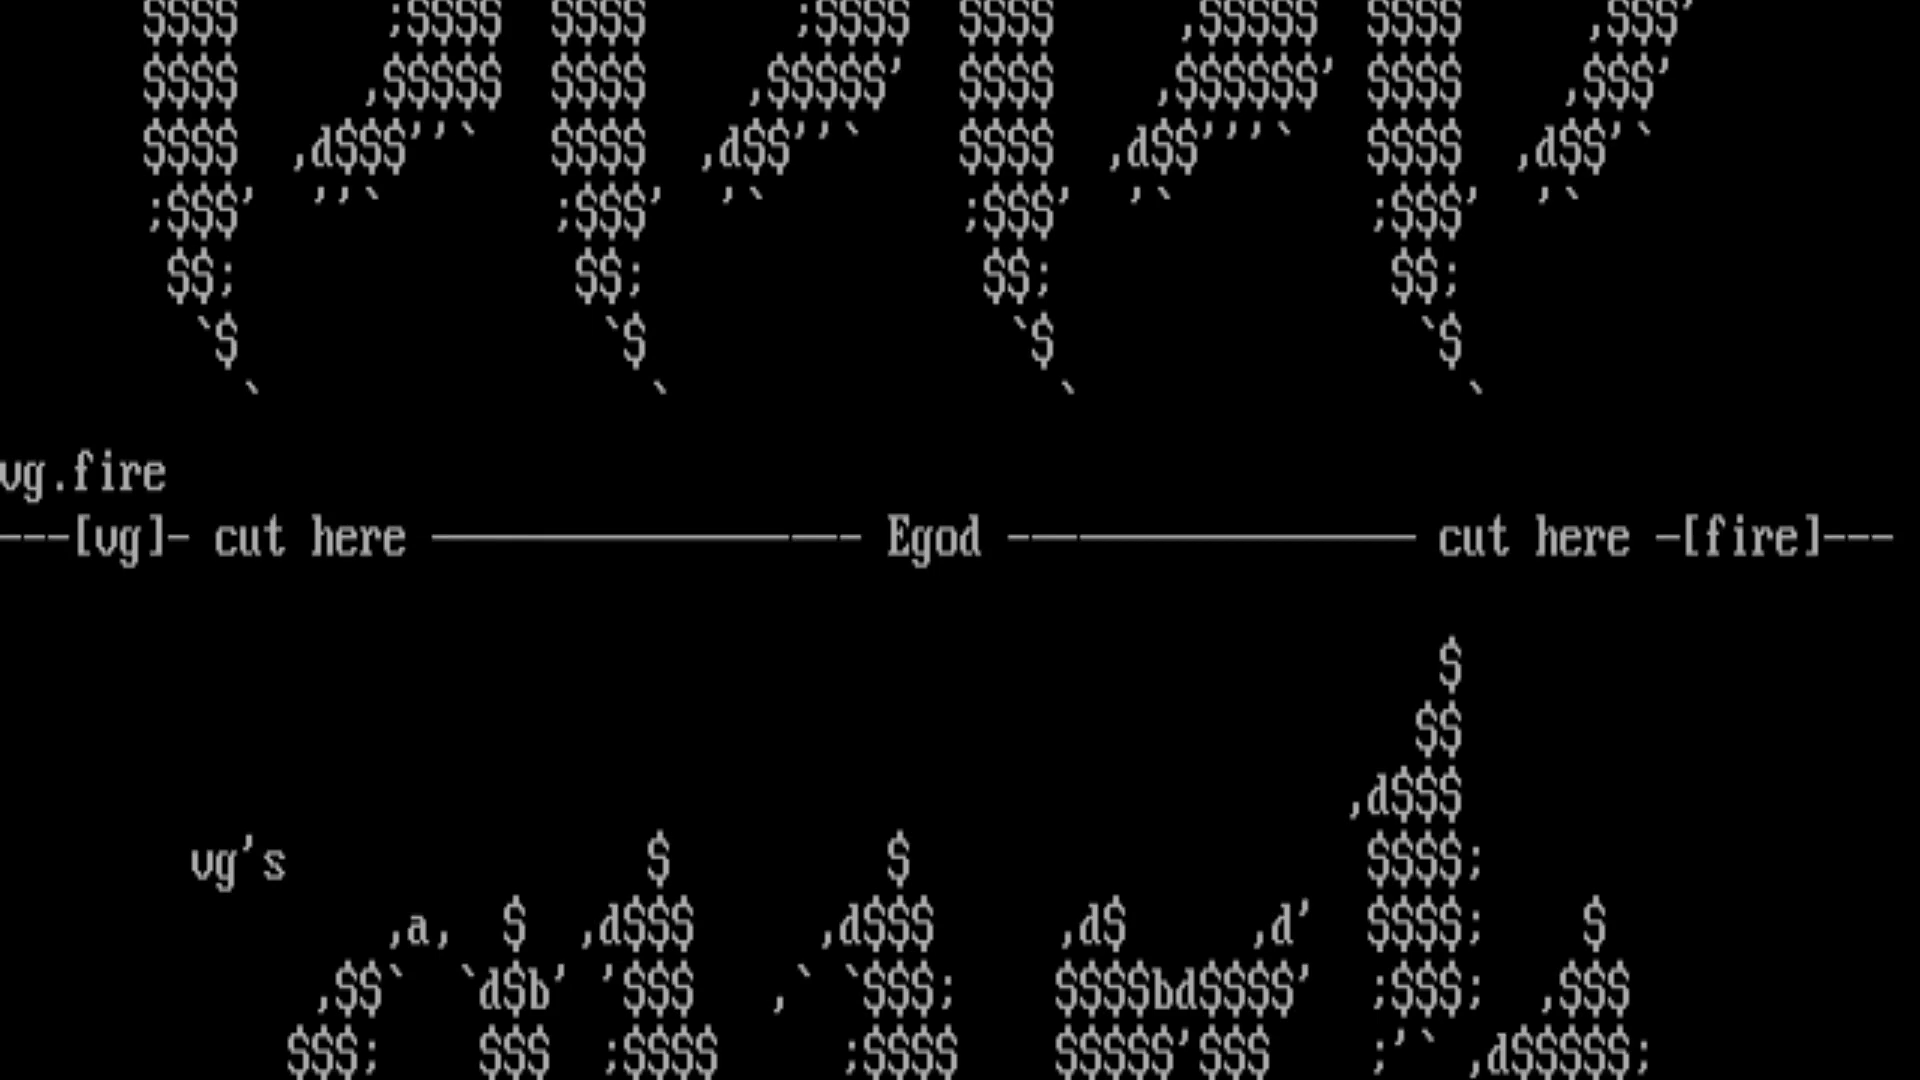 vg.fire
---[vg]- cut here ────────────────--- Egod ---────────────── cut here -[fire]---
vg's